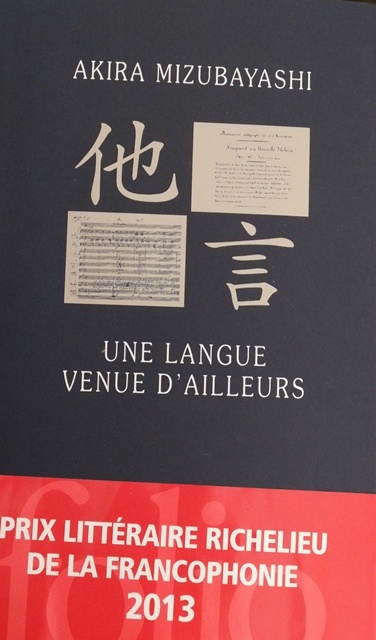 AKIRA MIZUBAYASHI
他
言
UNE LANGUE
VENUE D'AILLEURS
folio
PRIX LITTÉRAIRE RICHELIEU
DE LA FRANCOPHONIE
2013